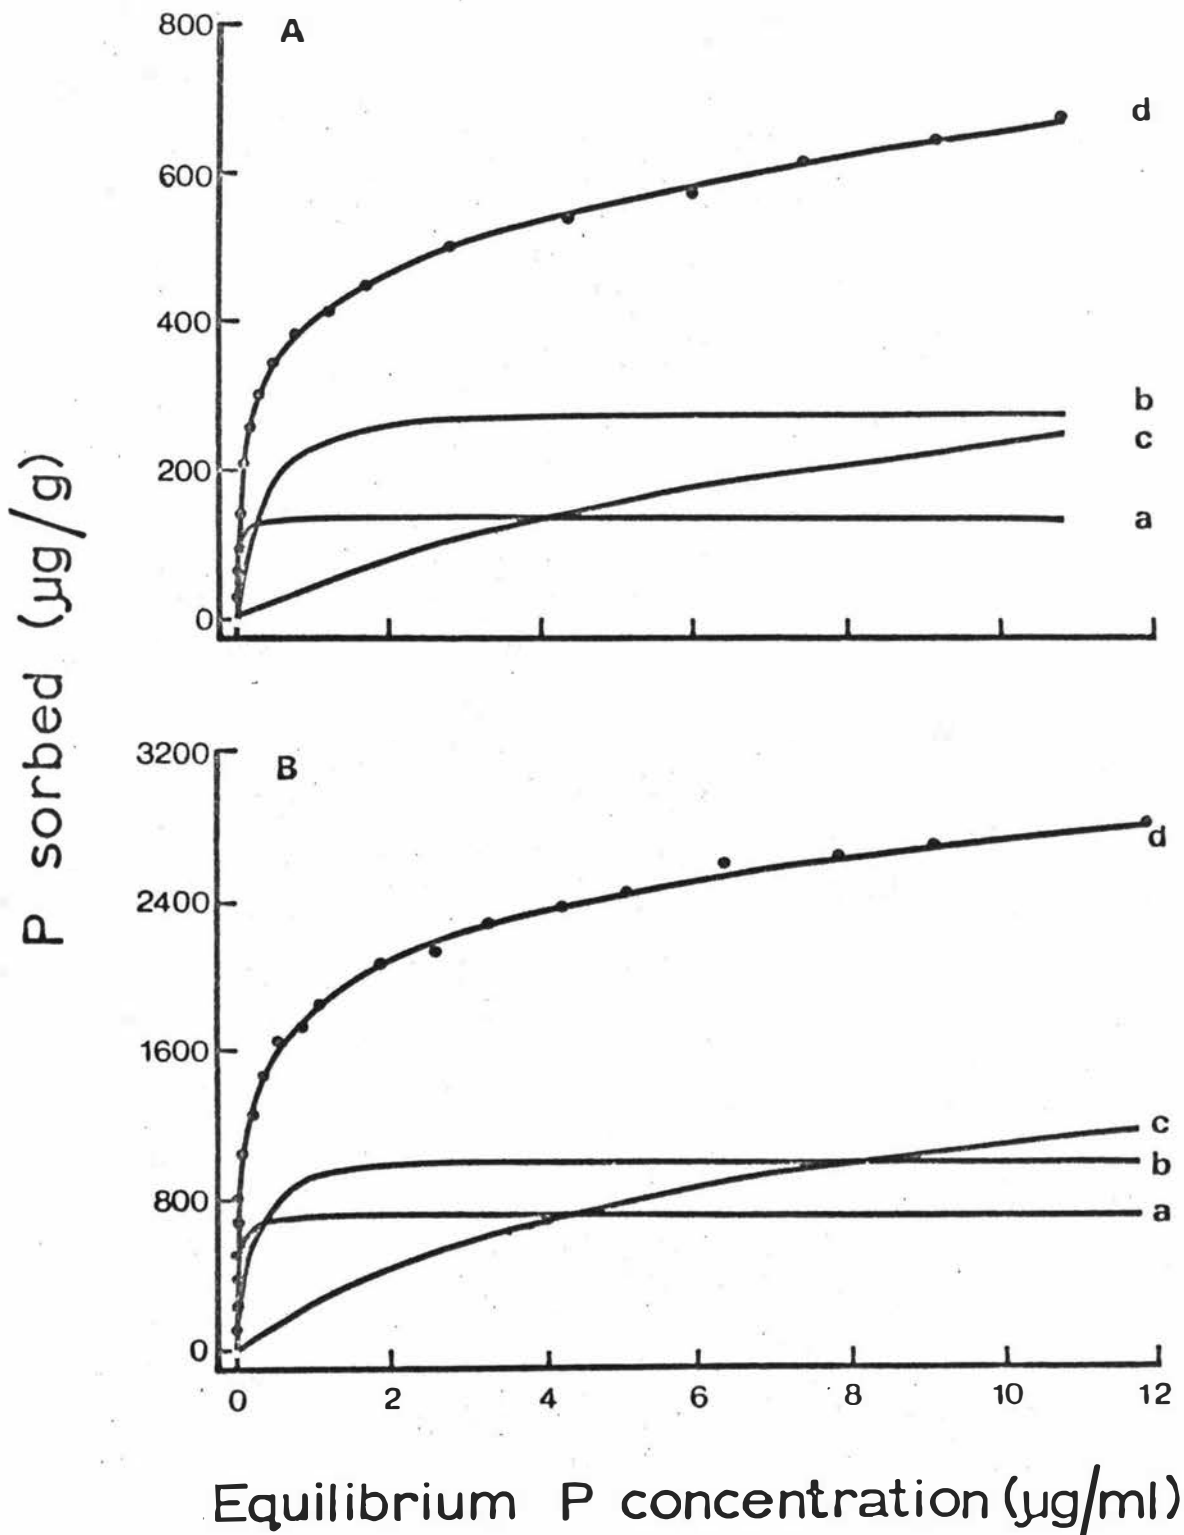 A
800
600
400
200
0
d
b
c
a
P sorbed (µg/g)
B
3200
2400
1600
800
0
d
c
b
a
0 2 4 6 8 10 12
Equilibrium P concentration (µg/ml)